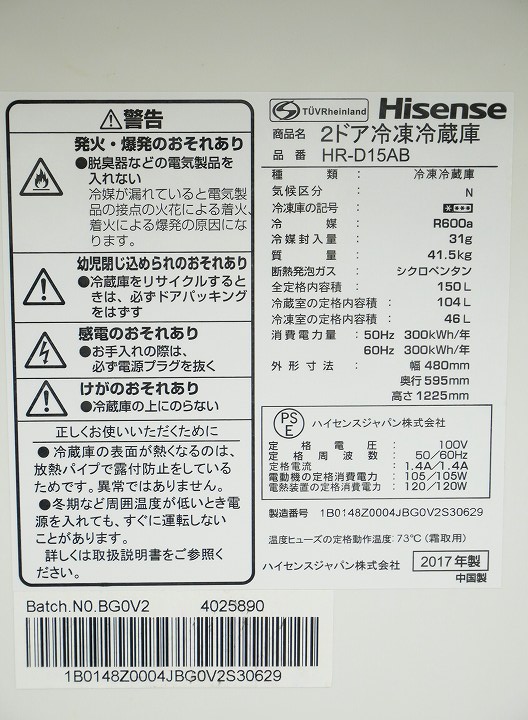 警告
発火・爆発のおそれあり
●脱臭器などの電気製品を
入れない
冷媒が漏れていると電気製
品の接点の火花による着火、
着火による爆発の原因にな
ります。
幼児閉じ込められのおそれあり
●冷蔵庫をリサイクルすると
きは、必ずドアパッキング
をはずす
感電のおそれあり
●お手入れの際は、
必ず電源プラグを抜く
けがのおそれあり
●冷蔵庫の上にのらない
正しくお使いいただくために
●冷蔵庫の表面が熱くなるのは、
放熱パイプで露付防止をしている
ためです。異常ではありません。
●冬期など周囲温度が低いとき電
源を入れても、すぐに運転しない
ことがあります。
詳しくは取扱説明書をご参照く
ださい。
TÜVRheinland Hisense
商品名 2ドア冷凍冷蔵庫
品番 HR-D15AB
種類: 冷凍冷蔵庫
気候区分: N
冷凍庫の記号: ****
冷媒: R600a
冷媒封入量: 31g
質量: 41.5kg
断熱発泡ガス: シクロペンタン
全定格内容積: 150L
冷蔵室の定格内容積: 104L
冷凍室の定格内容積: 46L
消費電力量: 50Hz 300kWh/年
60Hz 300kWh/年
外形寸法: 幅 480mm
奥行 595mm
高さ 1225mm
PSE ハイセンスジャパン株式会社
定格電圧: 100V
定格周波数: 50/60Hz
定格電流: 1.4A/1.4A
電動機の定格消費電力: 105/105W
電熱装置の定格消費電力: 120/120W
製造番号 1B0148Z0004JBG0V2S30629
温度ヒューズの定格動作温度: 73℃(霜取用)
ハイセンスジャパン株式会社 2017年製
中国製
Batch.N0.BG0V2 4025890
1B0148Z0004JBG0V2S30629